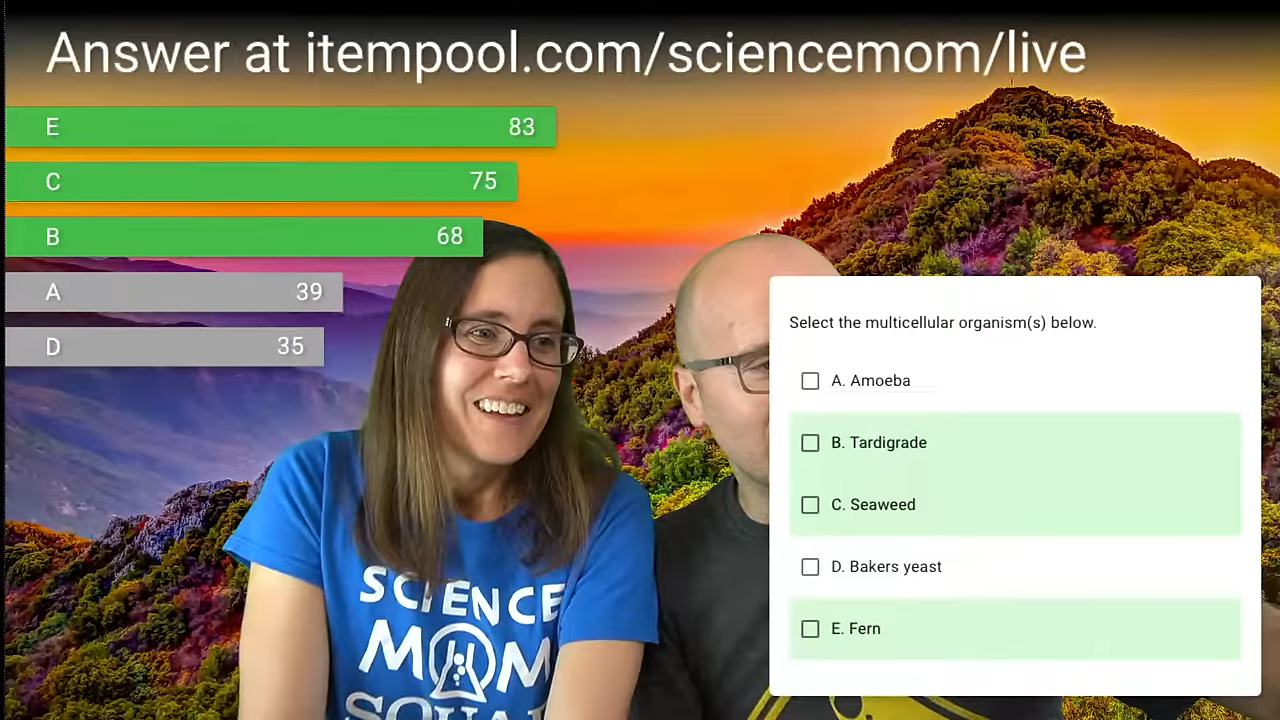 Answer at itempool.com/sciencemom/live
E 83
C 75
B 68
A 39
D 35
Select the multicellular organism(s) below.
A. Amoeba
B. Tardigrade
C. Seaweed
D. Bakers yeast
E. Fern
SCIENCE
MOM
SQUAD